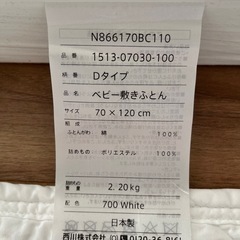 N866170BC110
品番 1513-07030-100
柄番 Dタイプ
品名 ベビー敷きふとん
サイズ 70 × 120 cm
組成
ふとんがわ 綿 100%
詰めもの ポリエステル 100%
重量 2.20kg
配色 700 White
日本製
西川株式会社